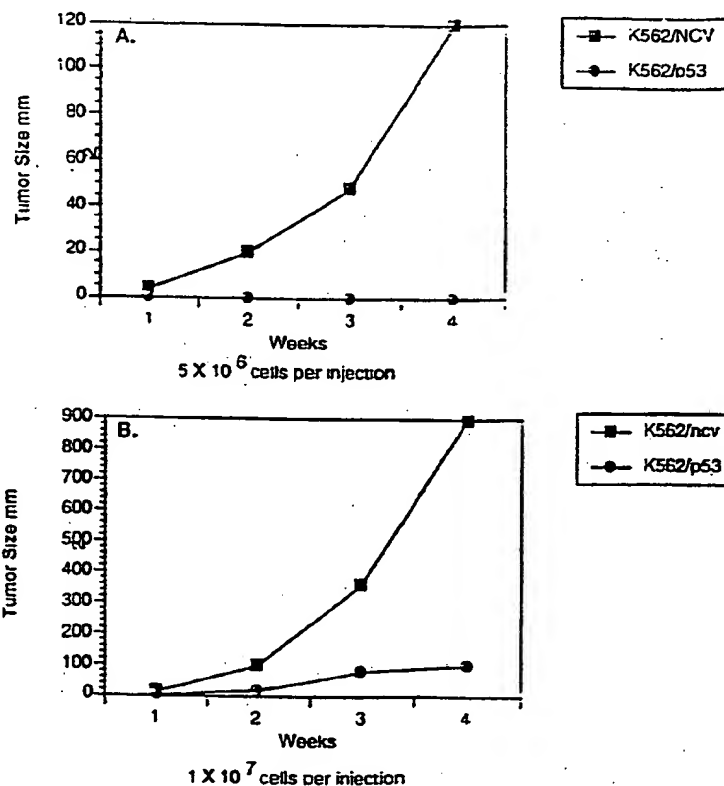 A.
K562/NCV
K562/p53
Tumor Size mm
2
120
100
80
60
40
20
0
1 2 3 4
Weeks
5 X 10 6 cells per injection
B.
K562/ncv
K562/p53
Tumor Size mm
2
900
800
700
600
500
400
300
200
100
0
1 2 3 4
Weeks
1 X 10 7 cells per injection